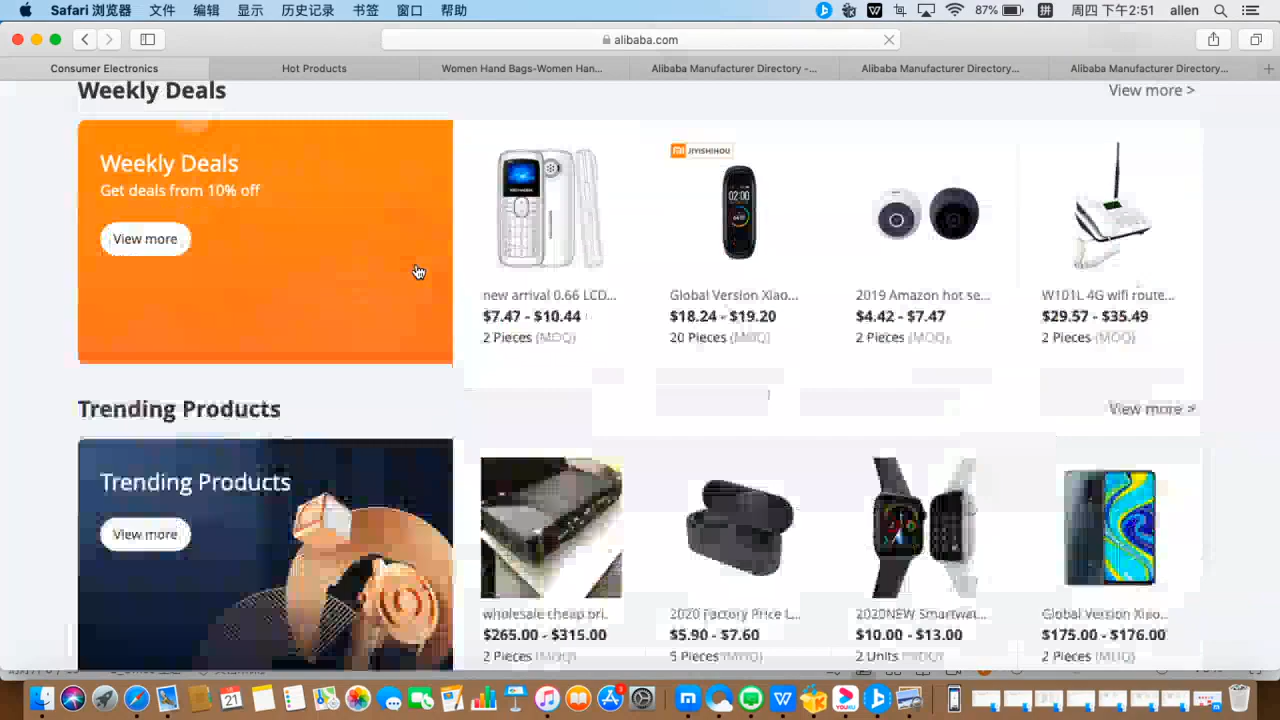 Safari 浏览器 文件 编辑 显示 历史记录 书签 窗口 帮助 87% 周四 下午2:51 allen
alibaba.com
Consumer Electronics Hot Products Women Hand Bags-Women Han... Alibaba Manufacturer Directory -... Alibaba Manufacturer Directory... Alibaba Manufacturer Directory...
Weekly Deals View more >
Weekly Deals
Get deals from 10% off
View more
JIYISHIHOU
02:00
new arrival 0.66 LCD... Global Version Xiao... 2019 Amazon hot se... W101L 4G wifi route...
$7.47 - $10.44 $18.24 - $19.20 $4.42 - $7.47 $29.57 - $35.49
2 Pieces (MOQ) 20 Pieces (MOQ) 2 Pieces (MOQ) 2 Pieces (MOQ)
Trending Products View more >
Trending Products
View more
wholesale cheap ori... 2020 Factory Price L... 2020NEW Smartwat... Global Version Xiao...
$265.00 - $315.00 $5.90 - $7.60 $10.00 - $13.00 $175.00 - $176.00
2 Pieces (MOQ) 5 Pieces (MOQ) 2 Units (MOQ) 2 Pieces (MOQ)
21
YOUKU